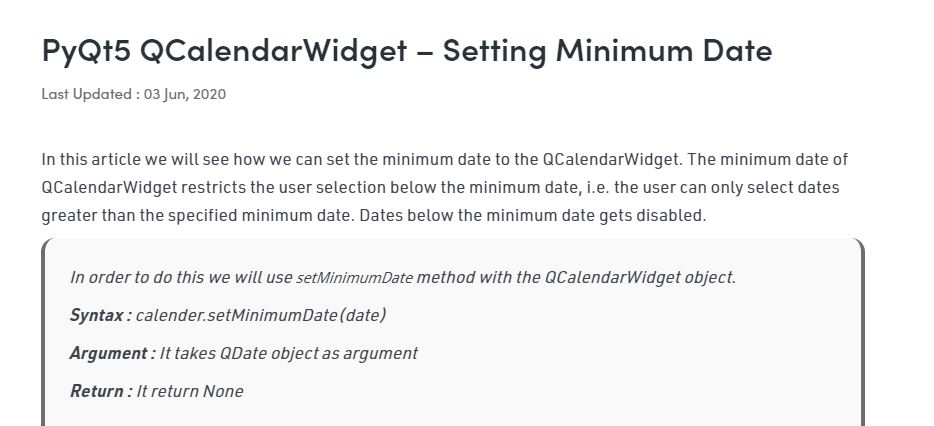 PyQt5 QCalendarWidget – Setting Minimum Date
Last Updated : 03 Jun, 2020
In this article we will see how we can set the minimum date to the QCalendarWidget. The minimum date of
QCalendarWidget restricts the user selection below the minimum date, i.e. the user can only select dates
greater than the specified minimum date. Dates below the minimum date gets disabled.
In order to do this we will use setMinimumDate method with the QCalendarWidget object.
Syntax : calender.setMinimumDate(date)
Argument : It takes QDate object as argument
Return : It return None